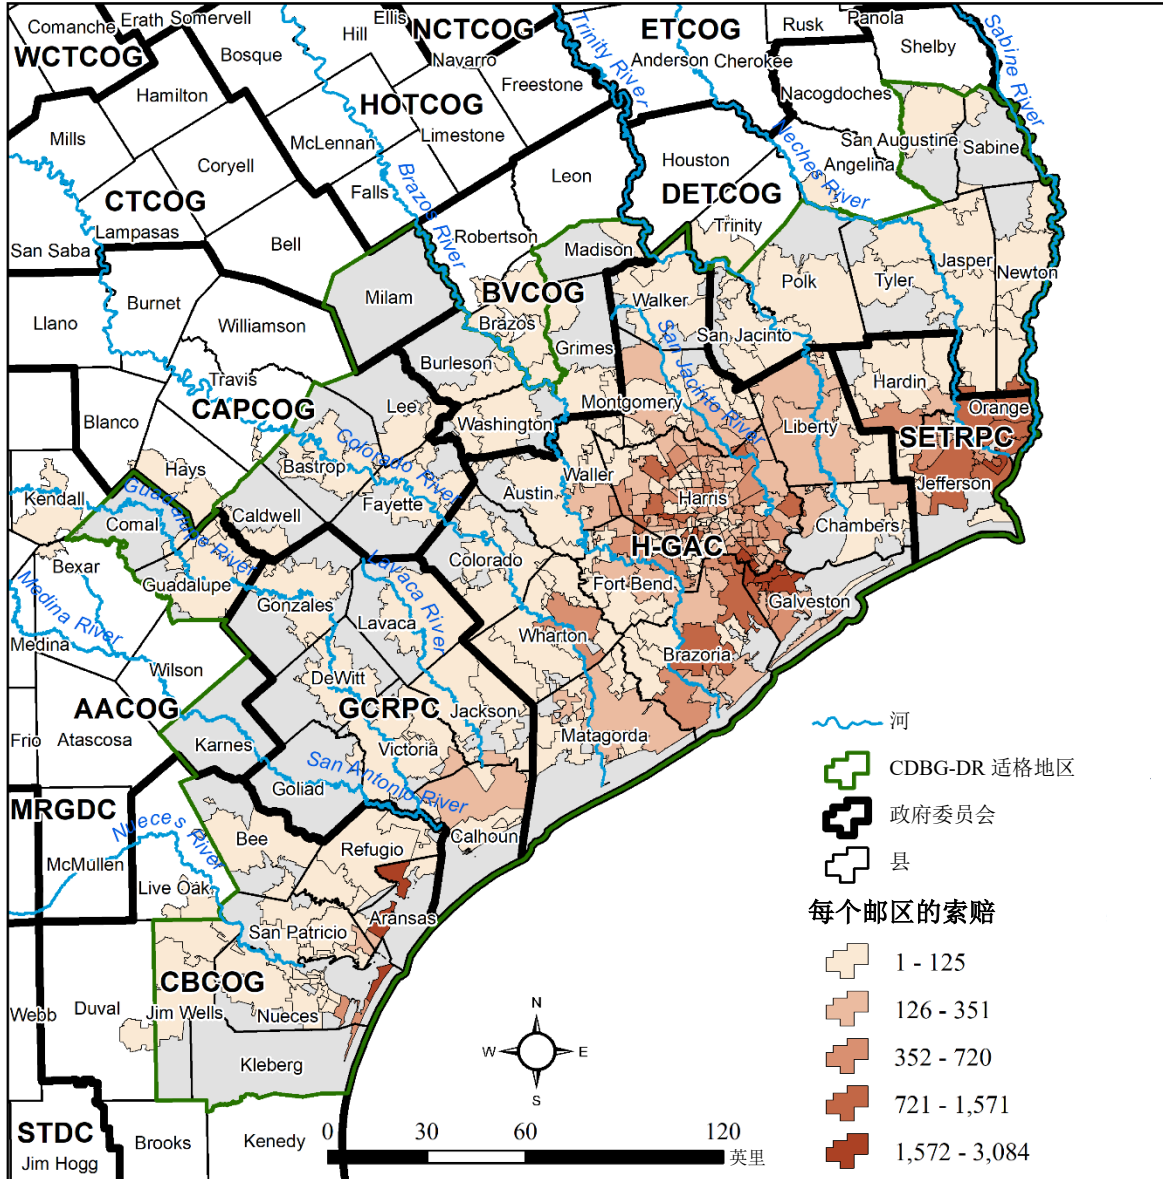 Comanche
Erath
Somervell
Ellis
Hill
NCTCOG
Navarro
ETCOG
Anderson
Cherokee
Rusk
Panola
Shelby
Sabine River
WCTCOG
Bosque
Trinity River
Freestone
Hamilton
HOTCOG
Limestone
Nacogdoches
Mills
McLennan
Neches River
San Augustine
Sabine
Coryell
Houston
Angelina
Falls
Brazos River
Leon
CTCOG
Lampasas
DETCOG
Trinity
San Saba
Bell
Robertson
Madison
Jasper
Newton
Burnet
Milam
BVCOG
Walker
Polk
Tyler
Llano
Williamson
Brazos
San Jacinto
Grimes
San Jacinto River
Burleson
Travis
Hardin
Blanco
CAPCOG
Lee
Washington
Montgomery
Liberty
Orange
SETRPC
Colorado River
Bastrop
Hays
Waller
Jefferson
Kendall
Guadalupe River
Fayette
Austin
Harris
Comal
Caldwell
Chambers
Bexar
Lavaca River
Colorado
H-GAC
Medina River
Guadalupe
Gonzales
Fort Bend
Galveston
Lavaca
Wharton
Medina
Wilson
DeWitt
Brazoria
AACOG
GCRPC
Jackson
Frio
Atascosa
Karnes
Victoria
Matagorda
San Antonio River
Goliad
MRGDC
Nueces River
Bee
Calhoun
Refugio
McMullen
Live Oak
Aransas
San Patricio
CBCOG
Webb
Duval
Jim Wells
Nueces
Kleberg
STDC
Jim Hogg
Brooks
Kenedy
河
CDBG-DR 适格地区
政府委员会
县
每个邮区的索赔
1 - 125
126 - 351
352 - 720
721 - 1,571
1,572 - 3,084
N
W E
S
0 30 60 120
英里